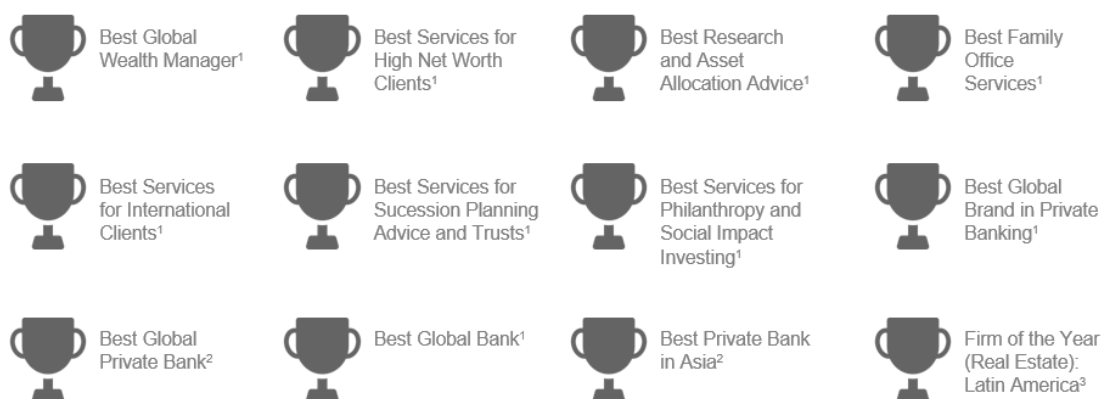 Best Global
Wealth Manager¹
Best Services for
High Net Worth
Clients¹
Best Research
and Asset
Allocation Advice¹
Best Family
Office
Services¹
Best Services
for International
Clients¹
Best Services for
Sucession Planning
Advice and Trusts¹
Best Services for
Philanthropy and
Social Impact
Investing¹
Best Global
Brand in Private
Banking¹
Best Global
Private Bank²
Best Global Bank¹
Best Private Bank
in Asia²
Firm of the Year
(Real Estate):
Latin America³